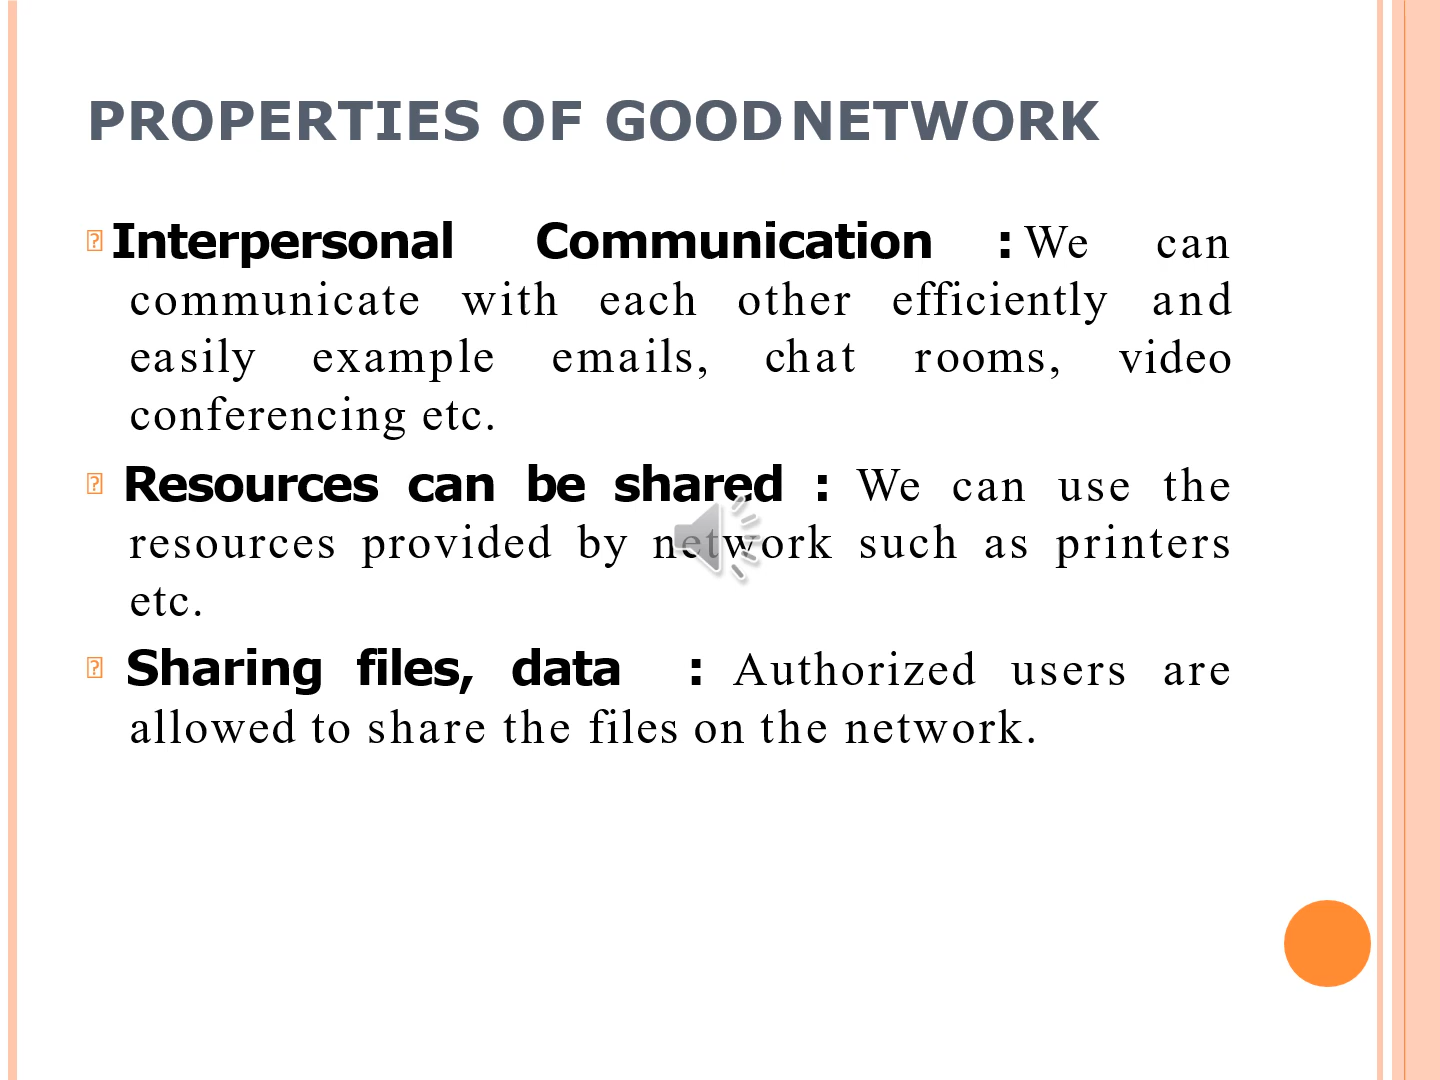 PROPERTIES OF GOOD NETWORK
Interpersonal Communication : We can
communicate with each other efficiently and
easily example emails, chat rooms, video
conferencing etc.
Resources can be shared : We can use the
resources provided by network such as printers
etc.
Sharing files, data : Authorized users are
allowed to share the files on the network.